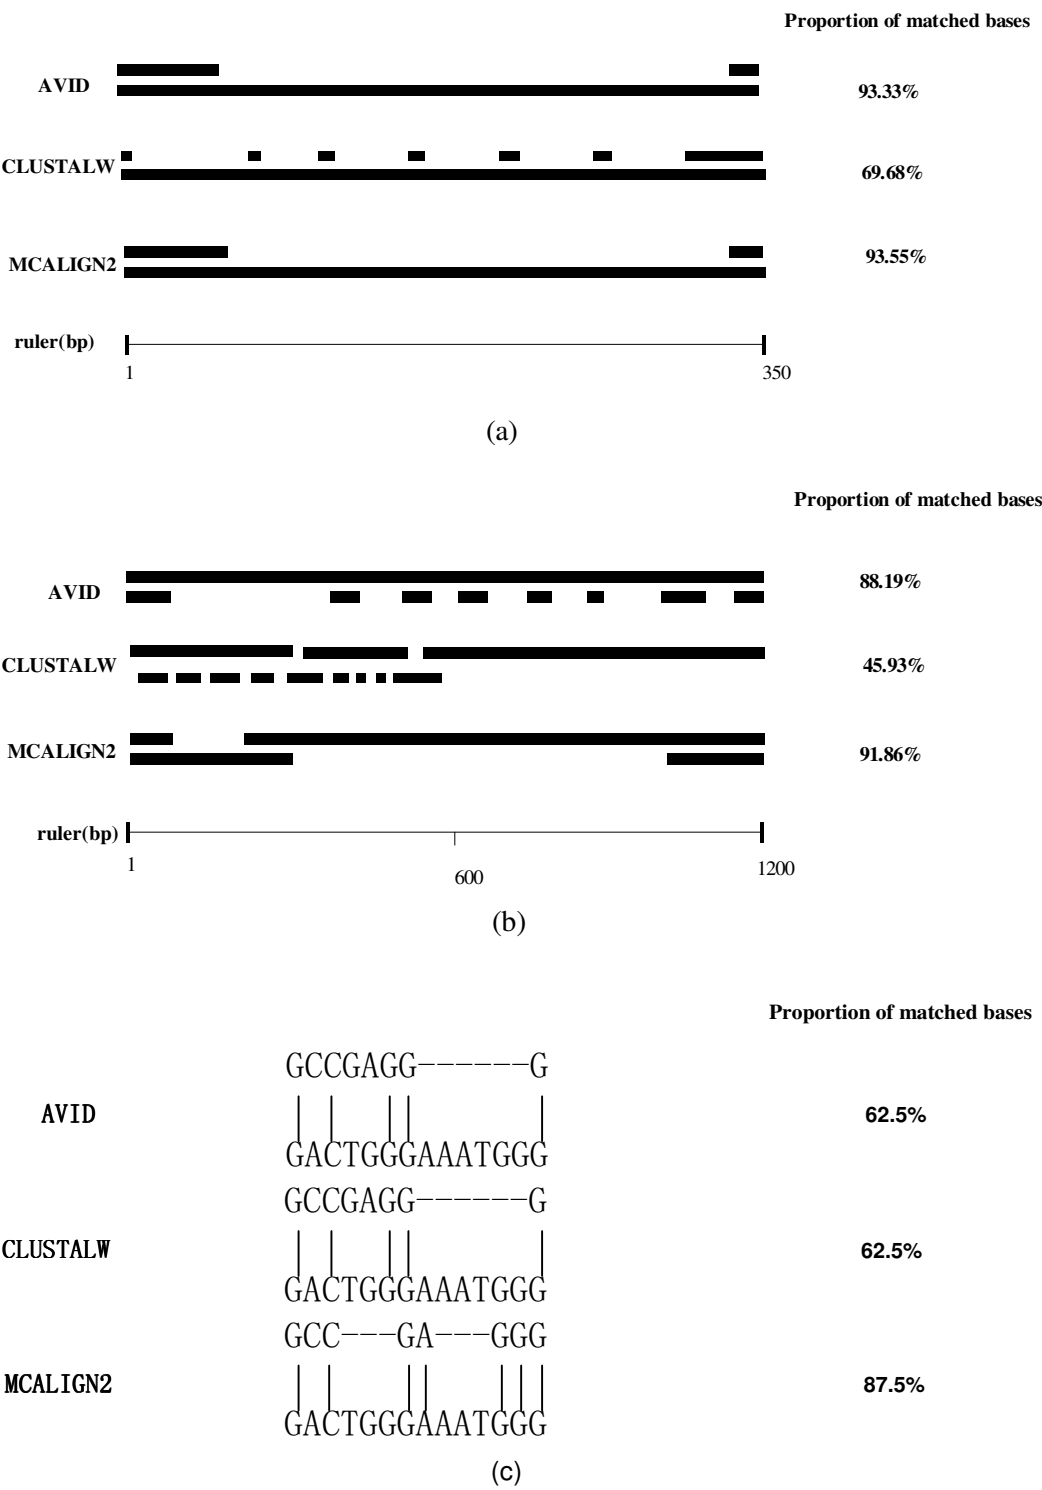 Proportion of matched bases
AVID
93.33%
CLUSTALW
69.68%
MCALIGN2
93.55%
ruler(bp)
1
350
(a)
Proportion of matched bases
AVID
88.19%
CLUSTALW
45.93%
MCALIGN2
91.86%
ruler(bp)
1
600
1200
(b)
Proportion of matched bases
GCCGAGG------G
AVID
62.5%
GACTGGGAAATGGG
GCCGAGG------G
CLUSTALW
62.5%
GACTGGGAAATGGG
GCC---GA---GGG
MCALIGN2
87.5%
GACTGGGAAATGGG
(c)